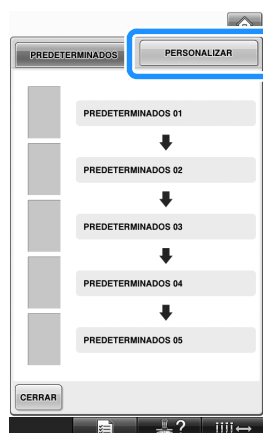 PREDETERMINADOS PERSONALIZAR
PREDETERMINADOS 01
PREDETERMINADOS 02
PREDETERMINADOS 03
PREDETERMINADOS 04
PREDETERMINADOS 05
CERRAR
?